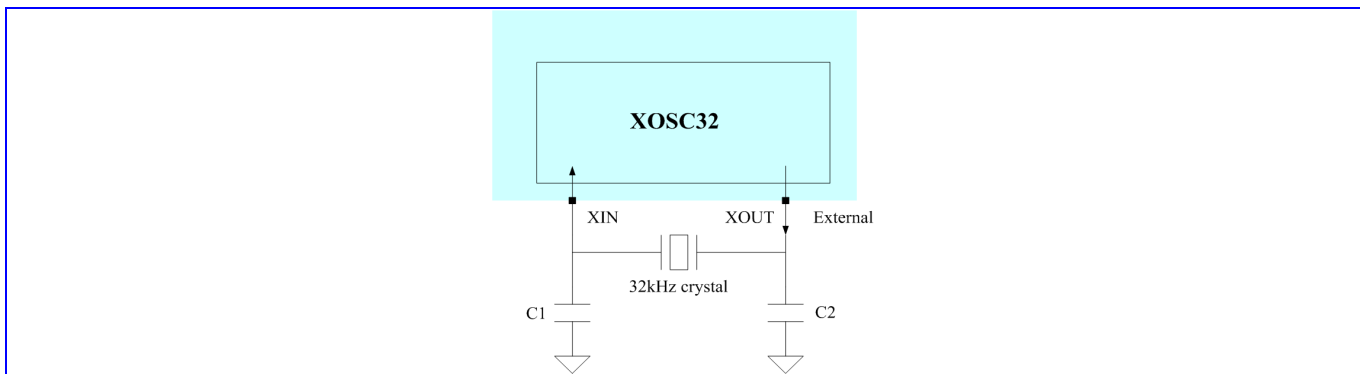 XOSC32
XIN
XOUT
External
32kHz crystal
C1
C2